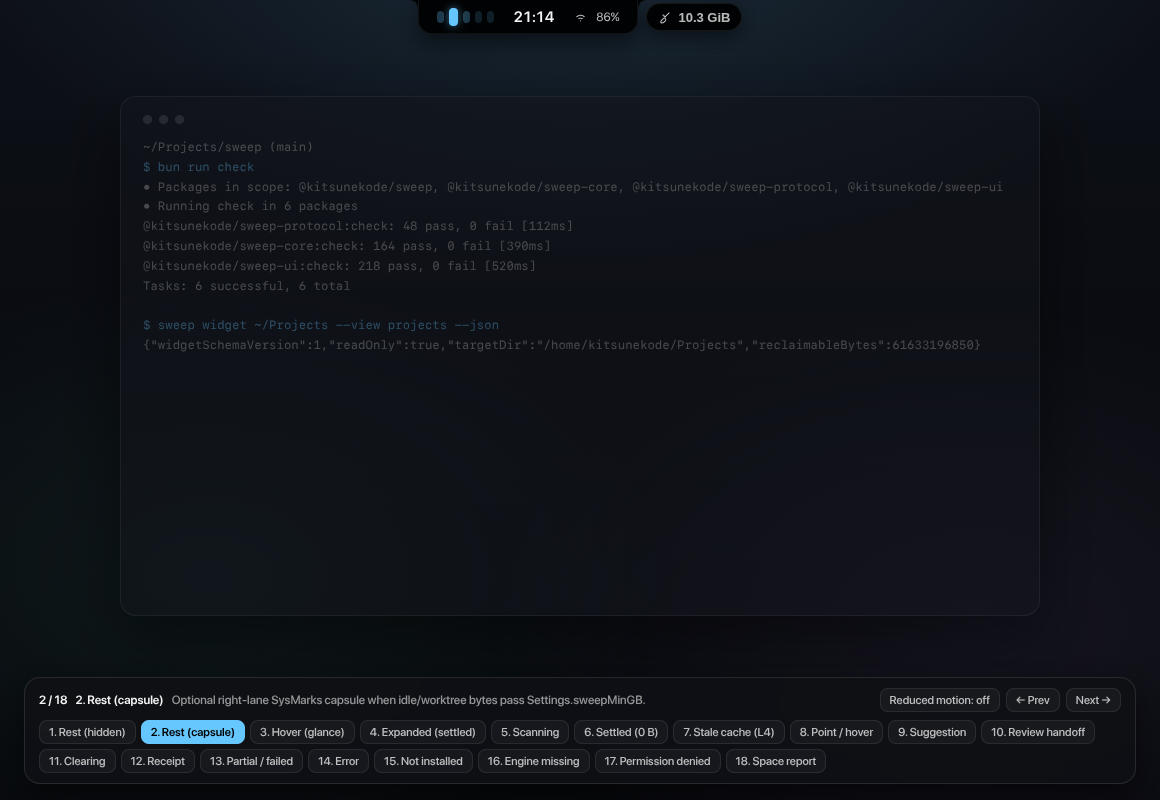 21:14 86% 10.3 GiB
~/Projects/sweep (main)
$ bun run check
• Packages in scope: @kitsunekode/sweep, @kitsunekode/sweep-core, @kitsunekode/sweep-protocol, @kitsunekode/sweep-ui
• Running check in 6 packages
@kitsunekode/sweep-protocol:check: 48 pass, 0 fail [112ms]
@kitsunekode/sweep-core:check: 164 pass, 0 fail [390ms]
@kitsunekode/sweep-ui:check: 218 pass, 0 fail [520ms]
Tasks: 6 successful, 6 total
$ sweep widget ~/Projects --view projects --json
{"widgetSchemaVersion":1,"readOnly":true,"targetDir":"/home/kitsunekode/Projects","reclaimableBytes":61633196850}
2 / 18 2. Rest (capsule) Optional right-lane SysMarks capsule when idle/worktree bytes pass Settings.sweepMinGB. Reduced motion: off ← Prev Next →
1. Rest (hidden) 2. Rest (capsule) 3. Hover (glance) 4. Expanded (settled) 5. Scanning 6. Settled (0 B) 7. Stale cache (L4) 8. Point / hover 9. Suggestion 10. Review handoff
11. Clearing 12. Receipt 13. Partial / failed 14. Error 15. Not installed 16. Engine missing 17. Permission denied 18. Space report